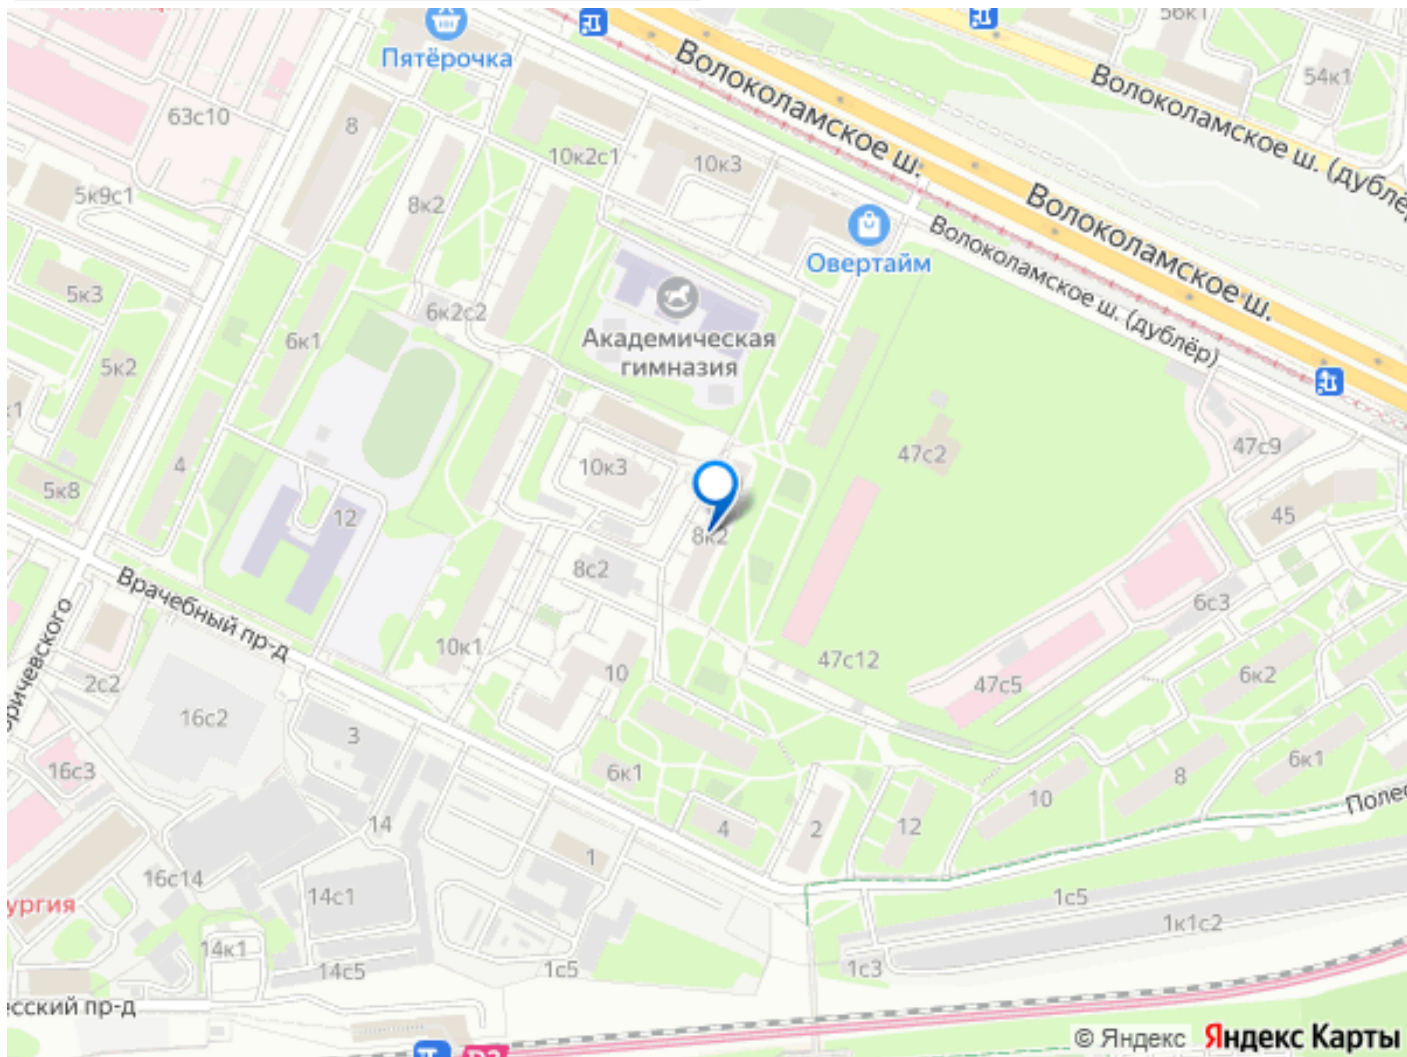 56к1
Пятёрочка
Волоколамское ш.
Волоколамское ш. (дублёр)
54к1
63с10
8
10к2с1
10к3
5к9с1
8к2
Волоколамское ш.
Овертайм
Волоколамское ш. (дублёр)
5к3
6к2с2
6к1
Академическая
гимназия
5к2
47с2
47с9
4
10к3
5к8
12
45
8к2
8с2
Врачебный пр-д
6с3
10к1
47с12
10
47с5
6к2
2с2
16с2
3
6к1
6к1
16с3
8
10
14
4
2
12
1
16с14
14с1
1с5
1к1с2
14к1
14с5
1с5
1с3
© Яндекс
Яндекс Карты